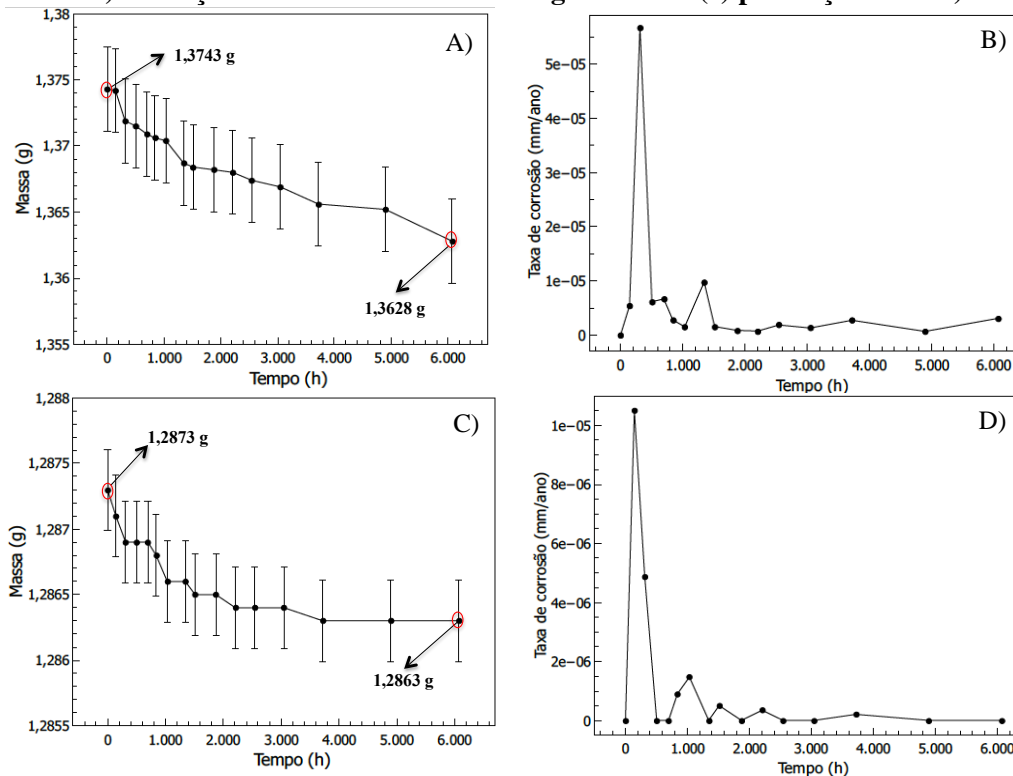 A)
1,38
1,375
1,37
1,365
1,36
1,355
Massa (g)
1,3743 g
1,3628 g
0
1.000
2.000
3.000
4.000
5.000
6.000
Tempo (h)
B)
5e−05
4e−05
3e−05
2e−05
1e−05
0
Taxa de corrosão (mm/ano)
0
1.000
2.000
3.000
4.000
5.000
6.000
Tempo (h)
C)
1,288
1,2875
1,287
1,2865
1,286
1,2855
Massa (g)
1,2873 g
1,2863 g
0
1.000
2.000
3.000
4.000
5.000
6.000
Tempo (h)
D)
1e−05
8e−06
6e−06
4e−06
2e−06
0
Taxa de corrosão (mm/ano)
0
1.000
2.000
3.000
4.000
5.000
6.000
Tempo (h)